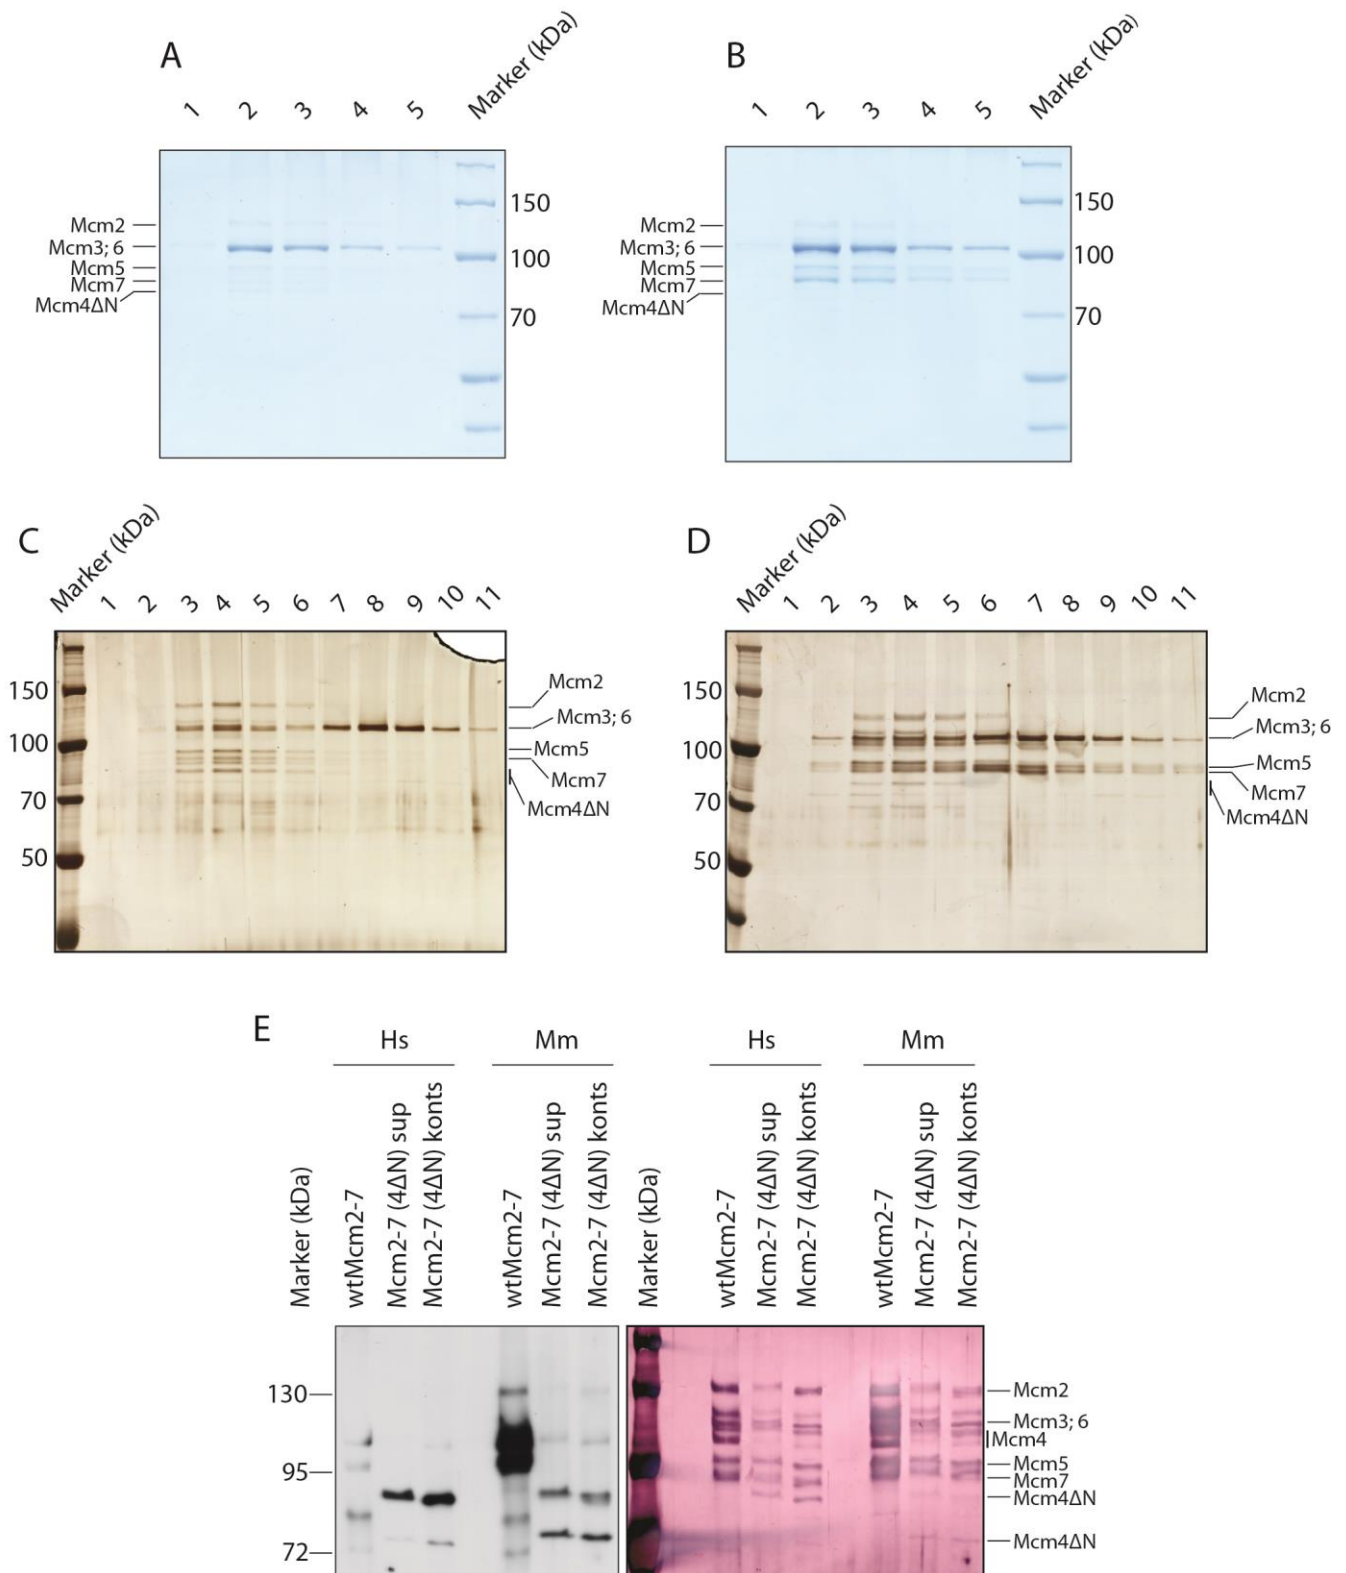 A
1 2 3 4 5 Marker (kDa)
Mcm2
Mcm3; 6
Mcm5
Mcm7
Mcm4ΔN
150
100
70
B
1 2 3 4 5 Marker (kDa)
Mcm2
Mcm3; 6
Mcm5
Mcm7
Mcm4ΔN
150
100
70
C
Marker (kDa) 1 2 3 4 5 6 7 8 9 10 11
150
100
70
50
Mcm2
Mcm3; 6
Mcm5
Mcm7
Mcm4ΔN
D
Marker (kDa) 1 2 3 4 5 6 7 8 9 10 11
150
100
70
50
Mcm2
Mcm3; 6
Mcm5
Mcm7
Mcm4ΔN
E
Hs Mm Hs Mm
Marker (kDa)
wtMcm2-7
Mcm2-7 (4ΔN) sup
Mcm2-7 (4ΔN) konts
wtMcm2-7
Mcm2-7 (4ΔN) sup
Mcm2-7 (4ΔN) konts
Marker (kDa)
wtMcm2-7
Mcm2-7 (4ΔN) sup
Mcm2-7 (4ΔN) konts
wtMcm2-7
Mcm2-7 (4ΔN) sup
Mcm2-7 (4ΔN) konts
130
95
72
Mcm2
Mcm3; 6
Mcm4
Mcm5
Mcm7
Mcm4ΔN
Mcm4ΔN